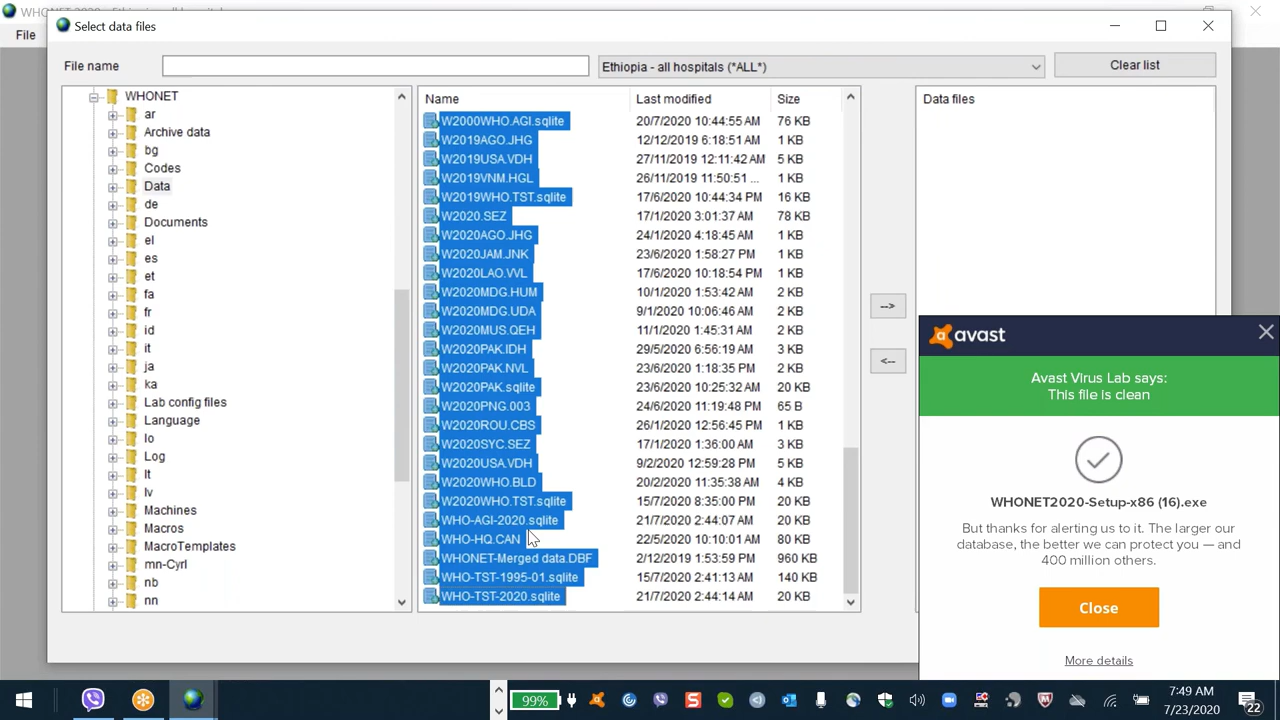 Select data files
File
File name
Ethiopia - all hospitals (*ALL*)
Clear list
WHONET
ar
Archive data
bg
Codes
Data
de
Documents
el
es
et
fa
fr
id
it
ja
ka
Lab config files
Language
lo
Log
lt
lv
Machines
Macros
MacroTemplates
mn-Cyrl
nb
nn
Name Last modified Size
W2000WHO.AGI.sqlite 20/7/2020 10:44:55 AM 76 KB
W2019AGO.JHG 12/12/2019 6:18:51 AM 1 KB
W2019USA.VDH 27/11/2019 12:11:42 AM 5 KB
W2019VNM.HGL 26/11/2019 11:50:51 ... 1 KB
W2019WHO.TST.sqlite 17/6/2020 10:44:34 PM 16 KB
W2020.SEZ 17/1/2020 3:01:37 AM 78 KB
W2020AGO.JHG 24/1/2020 4:18:45 AM 1 KB
W2020JAM.JNK 23/6/2020 1:58:27 PM 1 KB
W2020LAO.VVL 17/6/2020 10:18:54 PM 1 KB
W2020MDG.HUM 10/1/2020 1:53:42 AM 2 KB
W2020MDG.UDA 9/1/2020 10:06:46 AM 2 KB
W2020MUS.QEH 11/1/2020 1:45:31 AM 2 KB
W2020PAK.IDH 29/5/2020 6:56:19 AM 3 KB
W2020PAK.NVL 23/6/2020 1:18:35 PM 2 KB
W2020PAK.sqlite 23/6/2020 10:25:32 AM 20 KB
W2020PNG.003 24/6/2020 11:19:48 PM 65 B
W2020ROU.CBS 26/1/2020 12:56:45 PM 1 KB
W2020SYC.SEZ 17/1/2020 1:36:00 AM 3 KB
W2020USA.VDH 9/2/2020 12:59:28 PM 5 KB
W2020WHO.BLD 20/2/2020 11:35:38 AM 4 KB
W2020WHO.TST.sqlite 15/7/2020 8:35:00 PM 20 KB
WHO-AGI-2020.sqlite 21/7/2020 2:44:07 AM 20 KB
WHO-HQ.CAN 22/5/2020 10:10:01 AM 80 KB
WHONET-Merged data.DBF 2/12/2019 1:53:59 PM 960 KB
WHO-TST-1995-01.sqlite 15/7/2020 2:41:13 AM 140 KB
WHO-TST-2020.sqlite 21/7/2020 2:44:14 AM 20 KB
-->
<--
Data files
avast
Avast Virus Lab says:
This file is clean
WHONET2020-Setup-x86 (16).exe
But thanks for alerting us to it. The larger our
database, the better we can protect you — and
400 million others.
Close
More details
99%
7:49 AM
7/23/2020
22